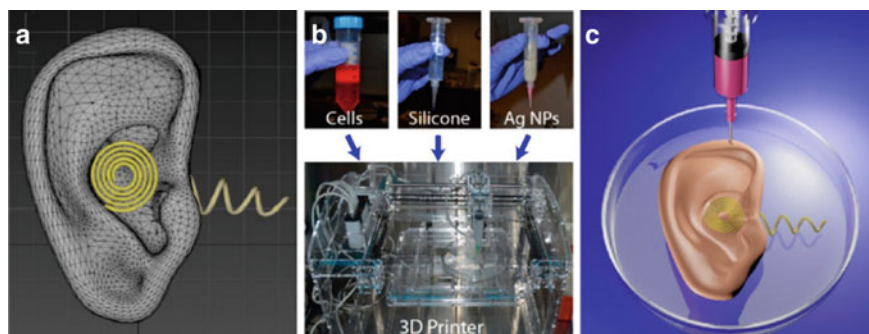 a
b
Cells
Silicone
Ag NPs
3D Printer
c